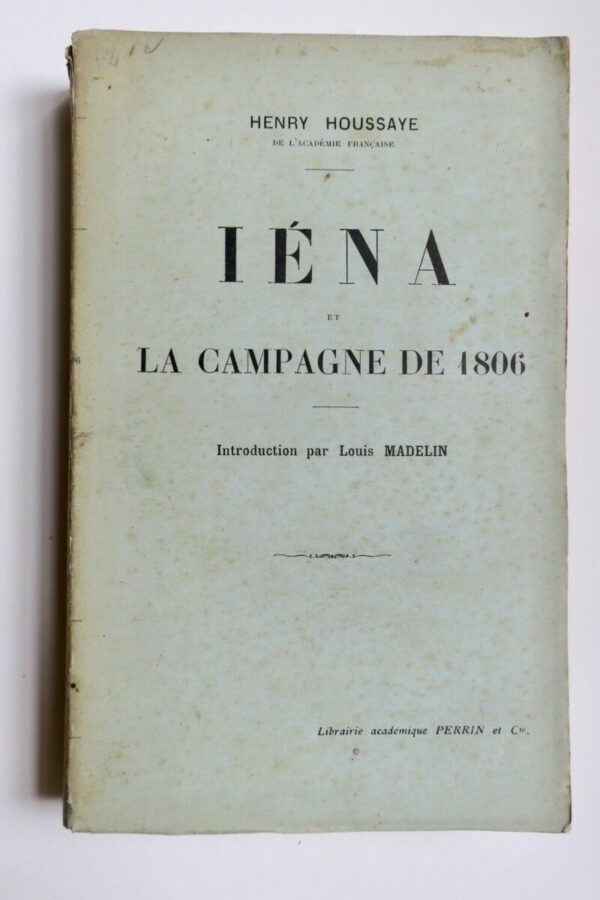 HENRY HOUSSAYE
DE L'ACADÉMIE FRANÇAISE
IÉNA
ET
LA CAMPAGNE DE 1806
Introduction par Louis MADELIN
Librairie academique PERRIN et Cie.